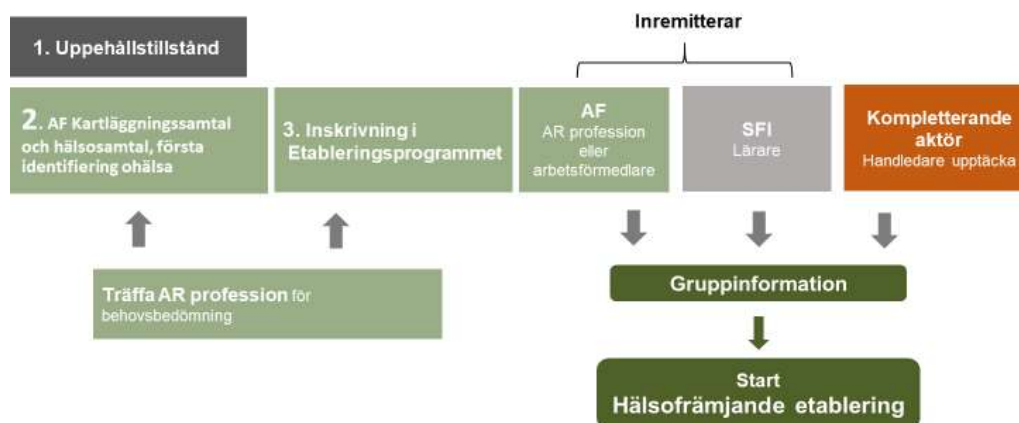 Inremitterar
1. Uppehållstillstånd
2. AF Kartläggningssamtal
och hälsosamtal, första
identifiering ohälsa
3. Inskrivning i
Etableringsprogrammet
AF
AR profession
eller
arbetsförmedlare
SFI
Lärare
Kompletterande
aktör
Handledare upptäcka
Träffa AR profession för
behovsbedömning
Gruppinformation
Start
Hälsofrämjande etablering